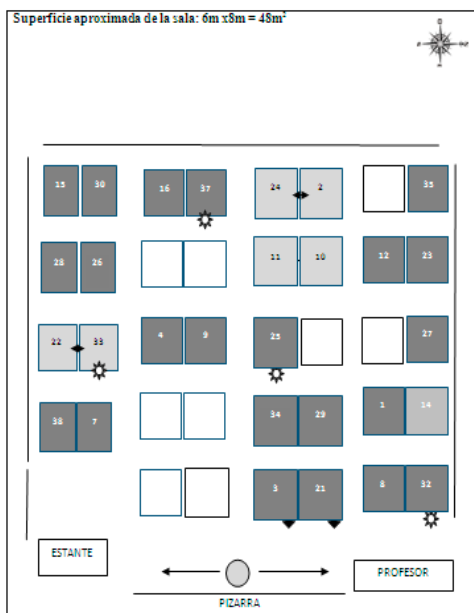 Superficie aproximada de la sala: 6m x8m = 48m²
O
15 30 16 37 24 2 35
28 26 11 10 12 23
22 33 4 9 25 27
38 7 34 29 1 14
3 21 8 32
ESTANTE
PROFESOR
PIZARRA